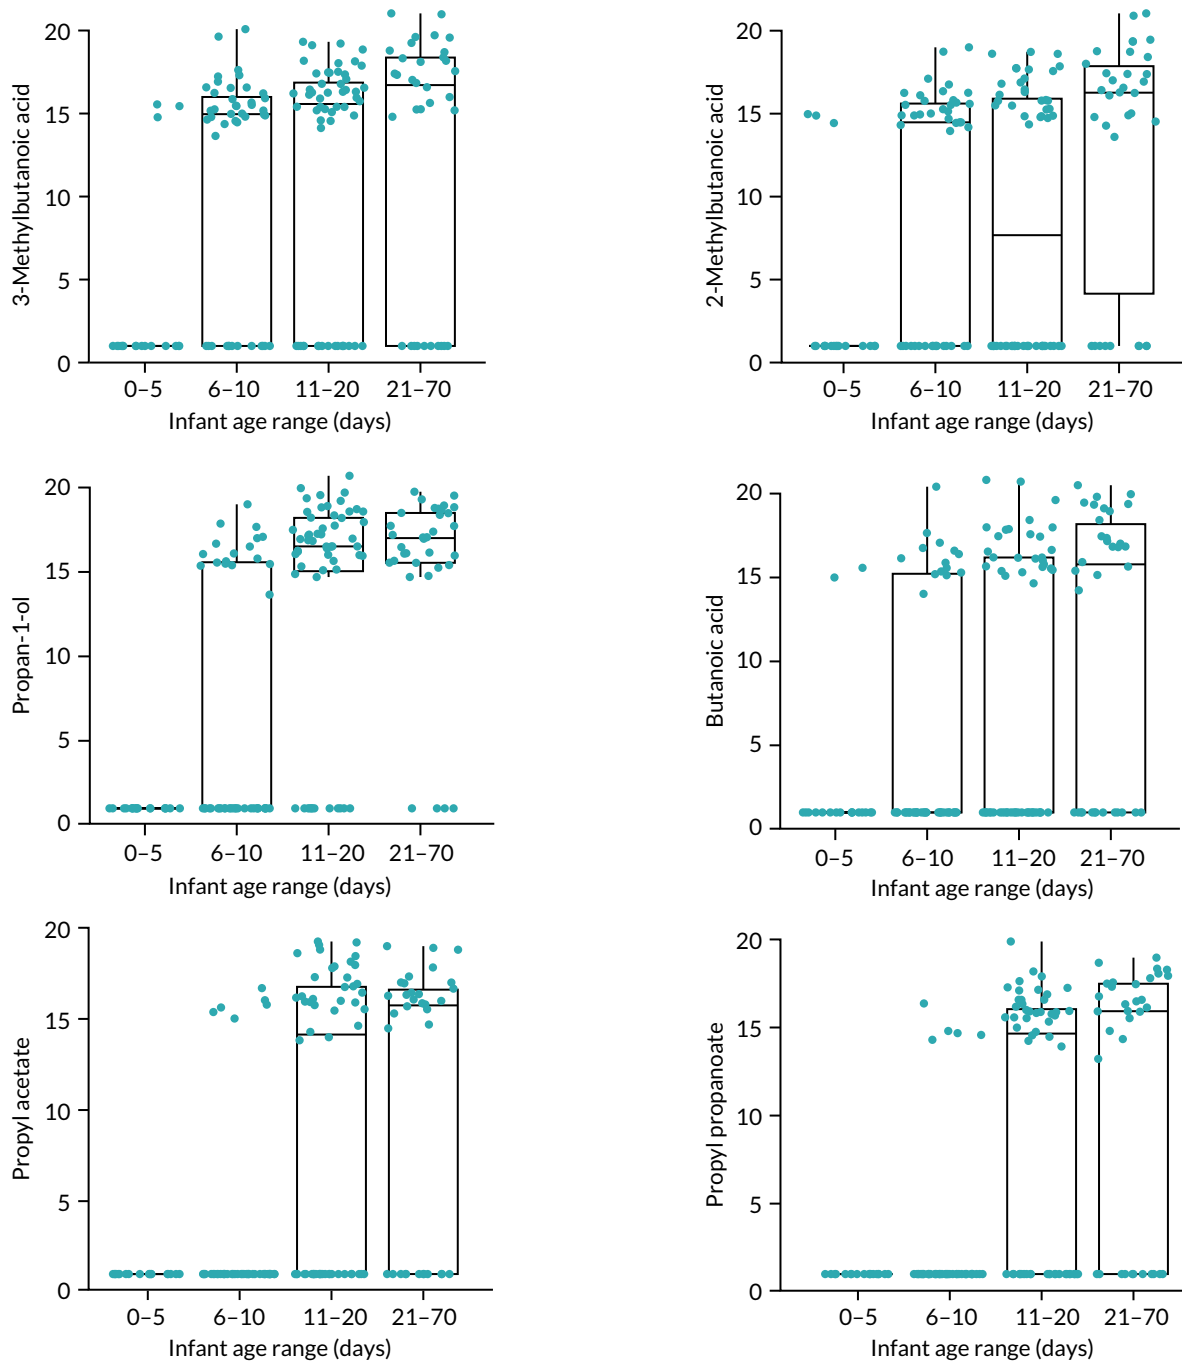 3-Methylbutanoic acid
20
15
10
5
0
0–5 6–10 11–20 21–70
Infant age range (days)
2-Methylbutanoic acid
20
15
10
5
0
0–5 6–10 11–20 21–70
Infant age range (days)
Propan-1-ol
20
15
10
5
0
0–5 6–10 11–20 21–70
Infant age range (days)
Butanoic acid
20
15
10
5
0
0–5 6–10 11–20 21–70
Infant age range (days)
Propyl acetate
20
15
10
5
0
0–5 6–10 11–20 21–70
Infant age range (days)
Propyl propanoate
20
15
10
5
0
0–5 6–10 11–20 21–70
Infant age range (days)